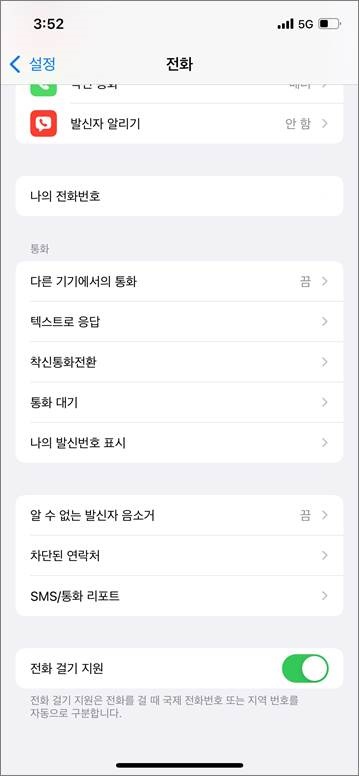 3:52
5G
설정
전화
발신자 알리기 안 함
나의 전화번호
통화
다른 기기에서의 통화 끔
텍스트로 응답
착신통화전환
통화 대기
나의 발신번호 표시
알 수 없는 발신자 음소거 끔
차단된 연락처
SMS/통화 리포트
전화 걸기 지원
전화 걸기 지원은 전화를 걸 때 국제 전화번호 또는 지역 번호를
자동으로 구분합니다.